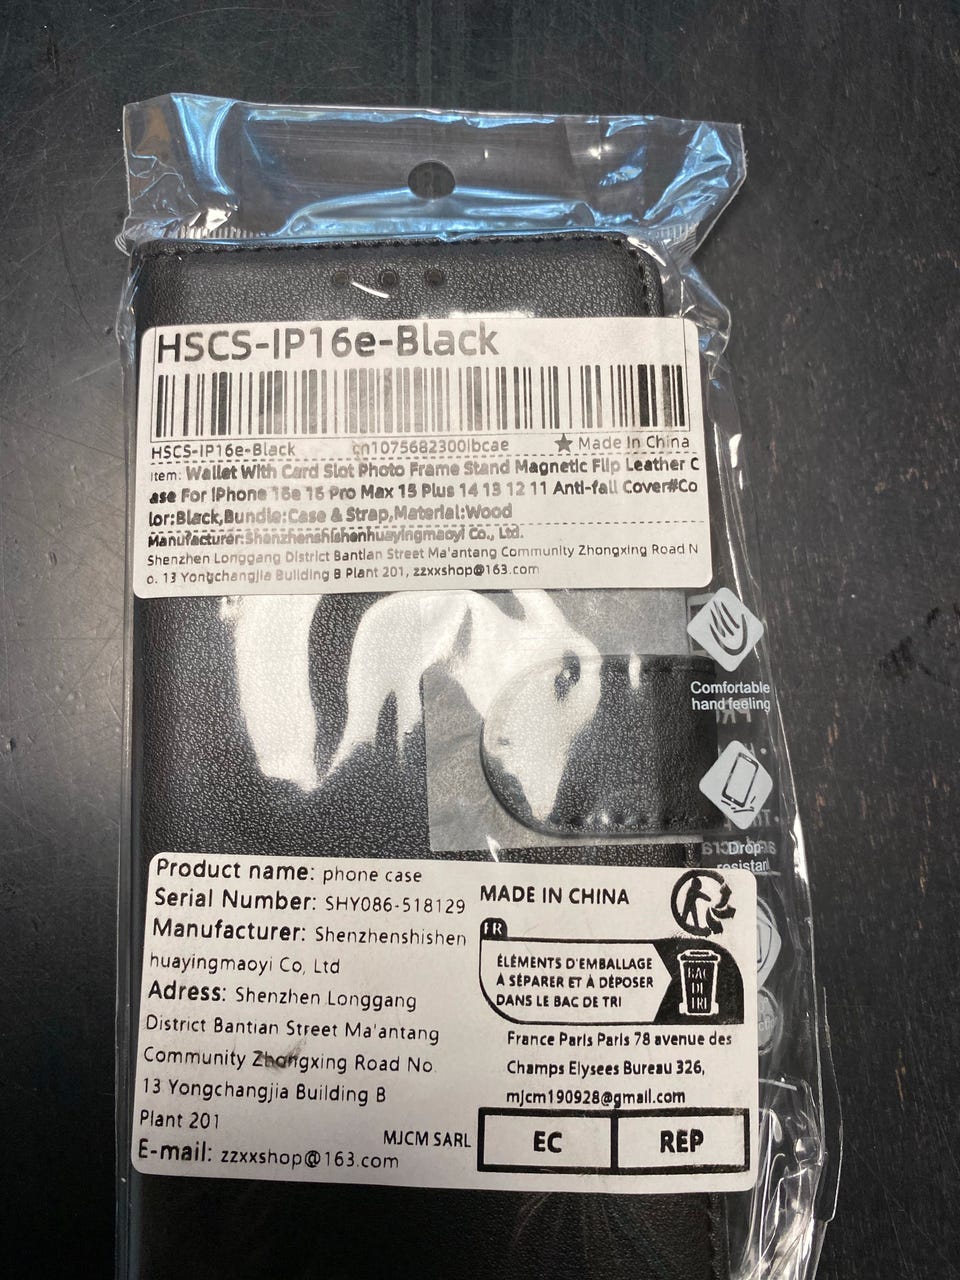 HSCS-IP16e-Black
HSCS-IP16e-Black cn1075682300lbcae ★ Made In China
Item: Wallet With Card Slot Photo Frame Stand Magnetic Flip Leather C
ase For iPhone 16e 16 Pro Max 15 Plus 14 13 12 11 Anti-fall Cover#Co
lor:Black,Bundle:Case & Strap,Material:Wood
Manufacturer:Shenzhenshishenhuayingmaoyi Co., Ltd.
Shenzhen Longgang District Bantian Street Ma'antang Community Zhongxing Road N
o. 13 Yongchangjia Building B Plant 201, zzxxshop@163.com
Comfortable
hand feeling
Drop-
resistant
Product name: phone case
Serial Number: SHY086-518129
Manufacturer: Shenzhenshishen
huayingmaoyi Co, Ltd
Adress: Shenzhen Longgang
District Bantian Street Ma'antang
Community Zhongxing Road No.
13 Yongchangjia Building B
Plant 201
E-mail: zzxxshop@163.com
MADE IN CHINA
FR
ÉLÉMENTS D'EMBALLAGE
À SÉPARER ET À DÉPOSER
DANS LE BAC DE TRI
BAC
DE
TRI
France Paris Paris 78 avenue des
Champs Elysees Bureau 326,
mjcm190928@gmail.com
MJCM SARL
EC REP